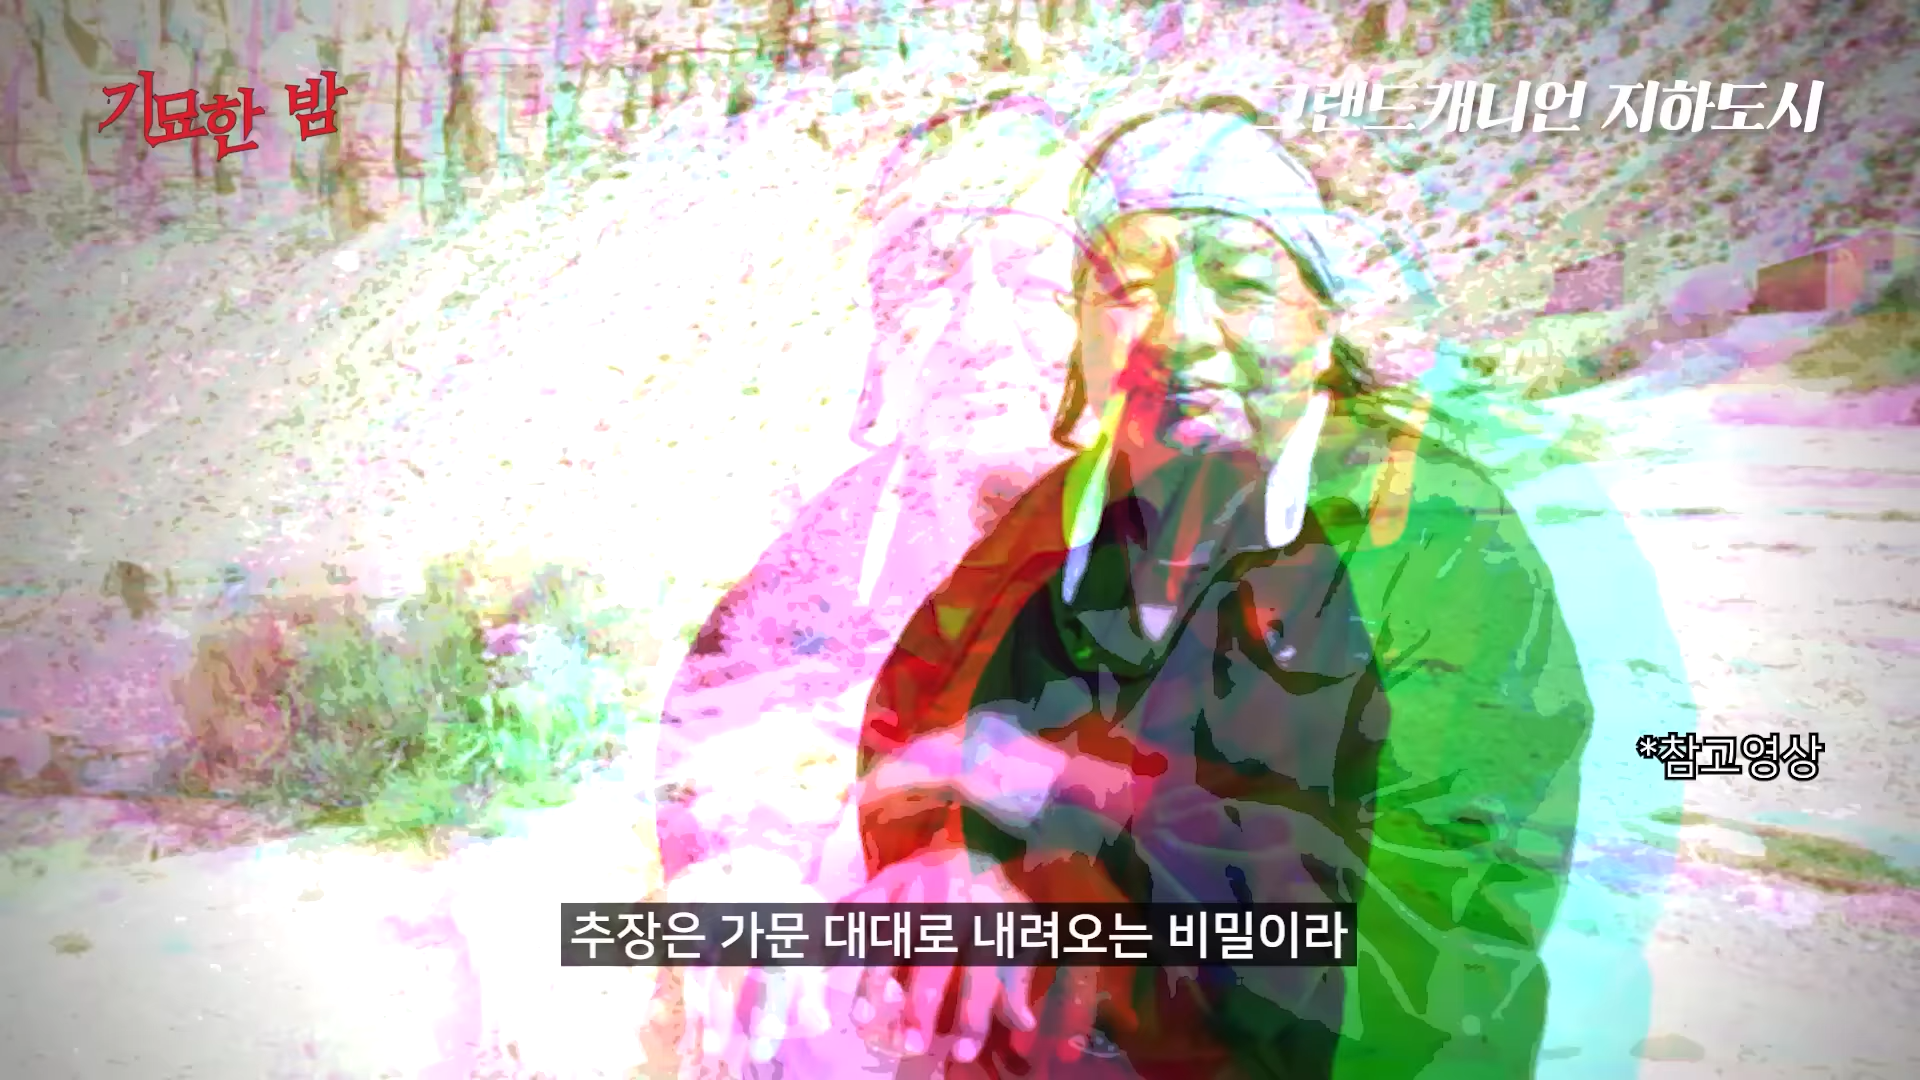 기묘한 밤
그랜드캐니언 지하도시
*참고영상
추장은 가문 대대로 내려오는 비밀이라